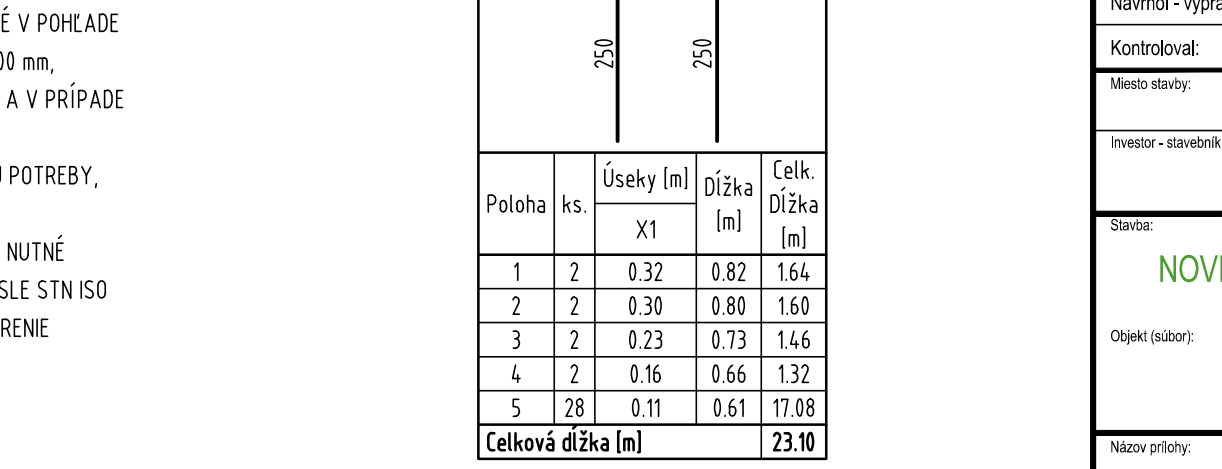 É V POHĽADE
00 mm,
A V PRÍPADE
POTREBY,
NUTNÉ
SLE STN ISO
RENIE
250 250
Poloha ks. Úseky [m] Dĺžka [m] Celk. Dĺžka [m]
X1
1 2 0.32 0.82 1.64
2 2 0.30 0.80 1.60
3 2 0.23 0.73 1.46
4 2 0.16 0.66 1.32
5 28 0.11 0.61 17.08
Celková dĺžka [m] 23.10
Kontroloval:
Miesto stavby:
Investor - stavebník
Stavba:
NOV
Objekt (súbor):
Názov prílohy: